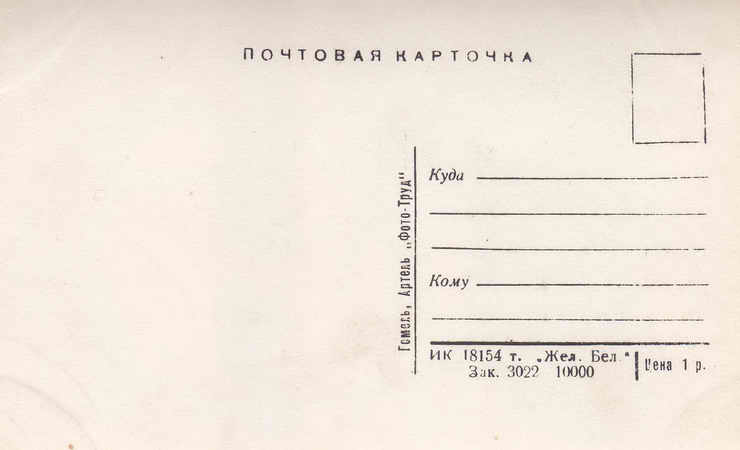 ПОЧТОВАЯ КАРТОЧКА
Гомель, Артель „Фото-Труд"
Куда
Кому
ИК 18154 т. „Жел. Бел."
Зак. 3022 10000
Цена 1 р.